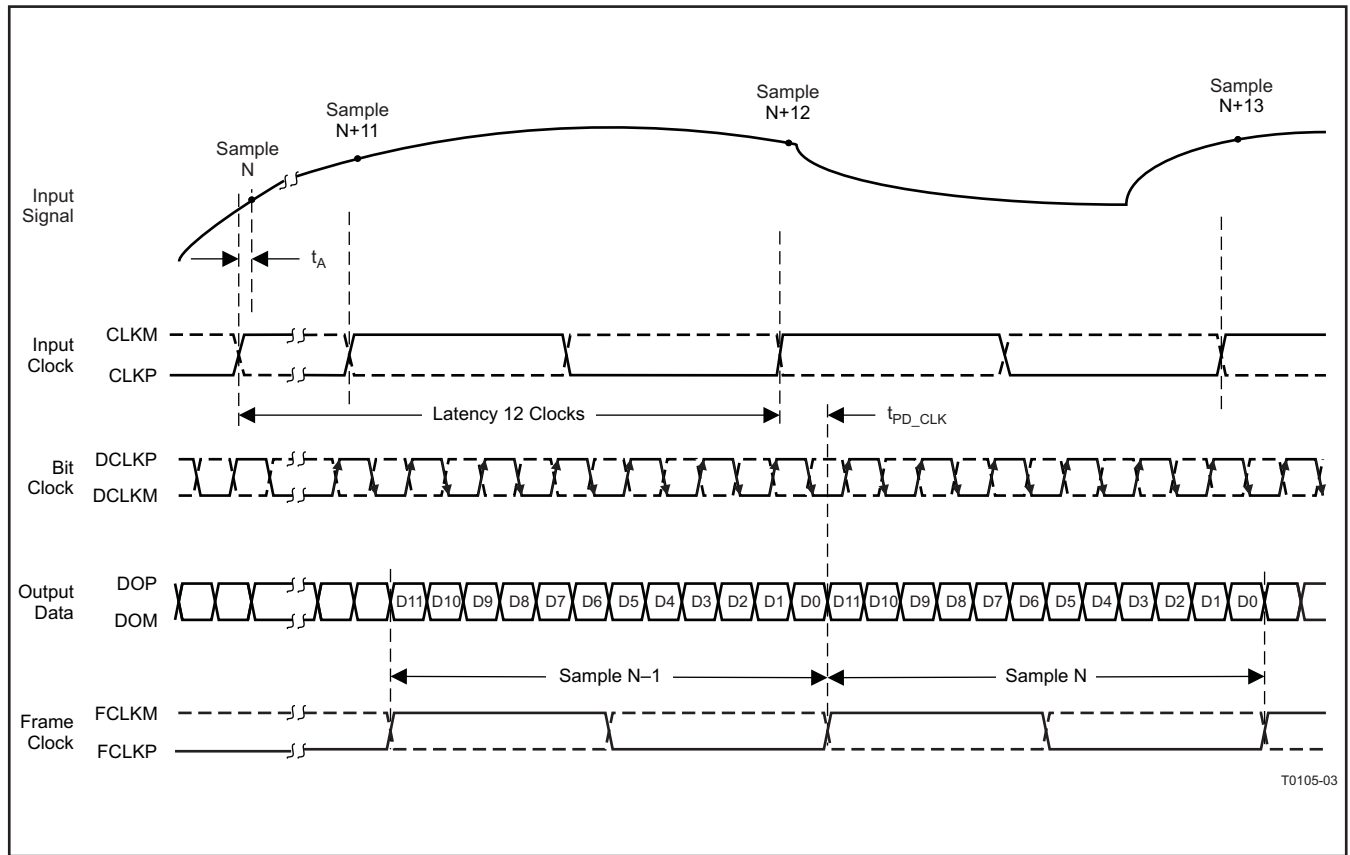 Sample
N
Sample
N+11
Sample
N+12
Sample
N+13
Input
Signal
tA
Input
Clock
CLKM
CLKP
Latency 12 Clocks
tPD_CLK
Bit
Clock
DCLKP
DCLKM
Output
Data
DOP
DOM
D11 D10 D9 D8 D7 D6 D5 D4 D3 D2 D1 D0 D11 D10 D9 D8 D7 D6 D5 D4 D3 D2 D1 D0
Sample N–1
Sample N
Frame
Clock
FCLKM
FCLKP
T0105-03